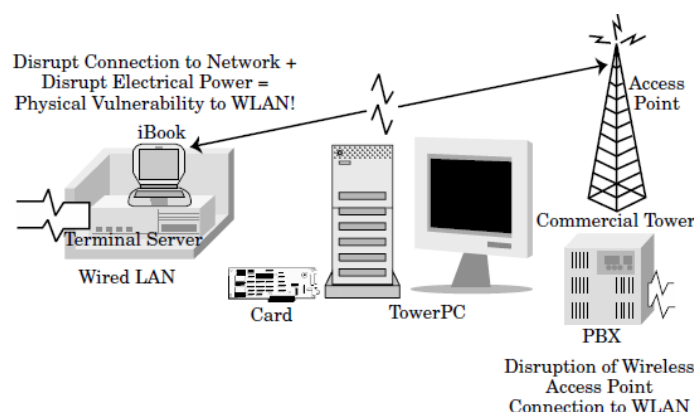 Disrupt Connection to Network +
Disrupt Electrical Power =
Physical Vulnerability to WLAN!
iBook
Access
Point
Terminal Server
Wired LAN
Commercial Tower
Card
TowerPC
PBX
Disruption of Wireless
Access Point
Connection to WLAN